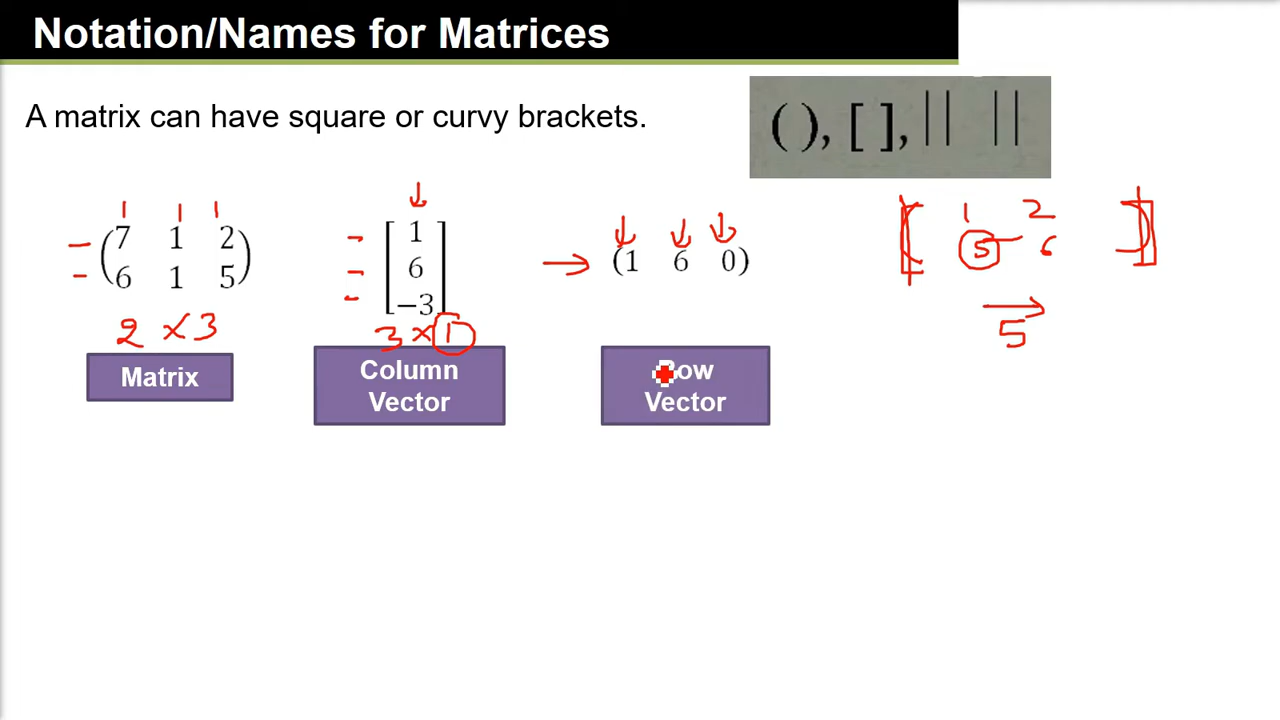 Notation/Names for Matrices
A matrix can have square or curvy brackets.
( ), [ ], || ||
(7 1 2
6 1 5)
2 × 3
Matrix
[1
6
−3]
3 × 1
Column
Vector
(1 6 0)
Row
Vector
1 2
5 6
5